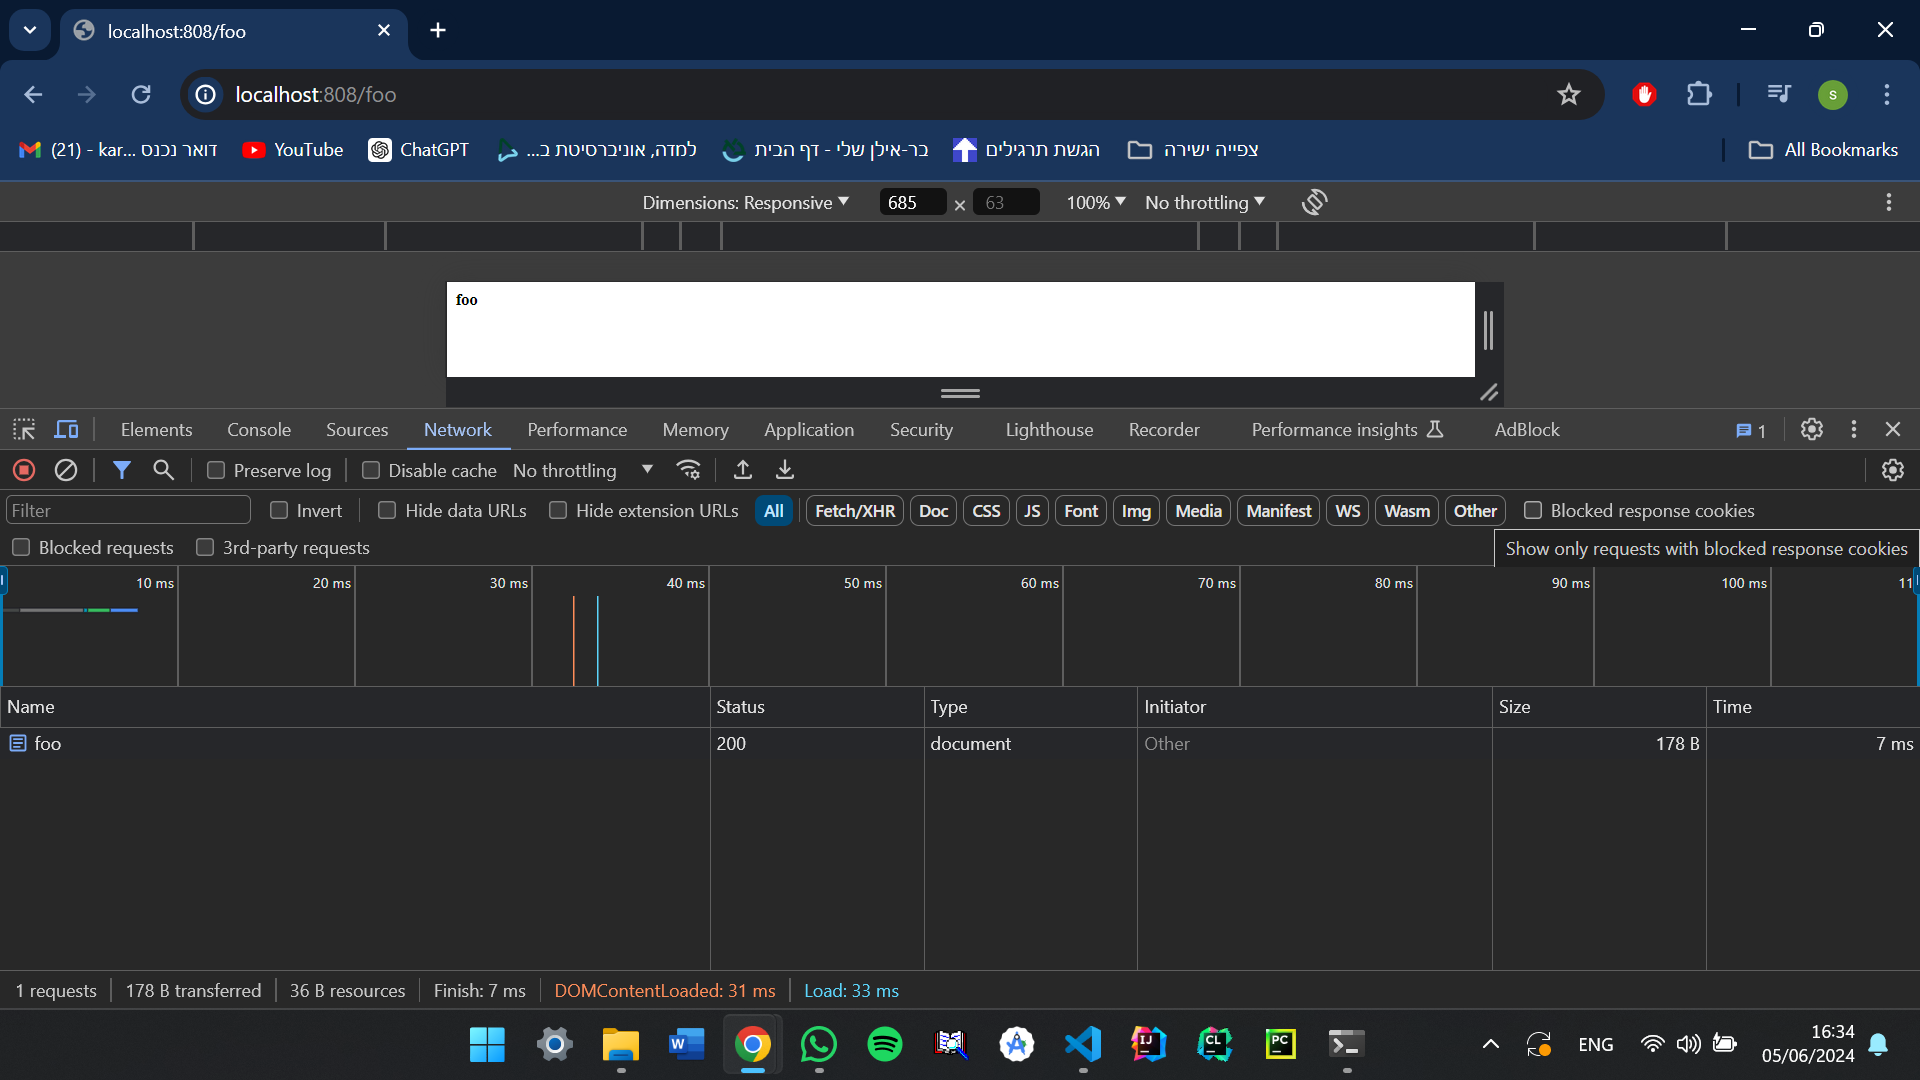 localhost:808/foo
localhost:808/foo
S
(21) - kar... דואר נכנס
YouTube
ChatGPT
למדה, אוניברסיטת ב...
בר-אילן שלי - דף הבית
הגשת תרגילים
צפייה ישירה
All Bookmarks
Dimensions: Responsive 685 × 63 100% No throttling
foo
Elements Console Sources Network Performance Memory Application Security Lighthouse Recorder Performance insights AdBlock 1
Preserve log Disable cache No throttling
Filter Invert Hide data URLs Hide extension URLs All Fetch/XHR Doc CSS JS Font Img Media Manifest WS Wasm Other Blocked response cookies
Blocked requests 3rd-party requests Show only requests with blocked response cookies
10 ms 20 ms 30 ms 40 ms 50 ms 60 ms 70 ms 80 ms 90 ms 100 ms 11
Name Status Type Initiator Size Time
foo 200 document Other 178 B 7 ms
1 requests 178 B transferred 36 B resources Finish: 7 ms DOMContentLoaded: 31 ms Load: 33 ms
W IJ CL PC ENG 16:34
05/06/2024